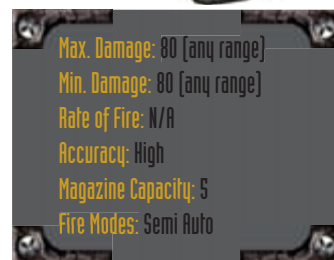 Max. Damage: 80 (any range)
Min. Damage: 80 (any range)
Rate of Fire: N/A
Accuracy: High
Magazine Capacity: 5
Fire Modes: Semi Auto